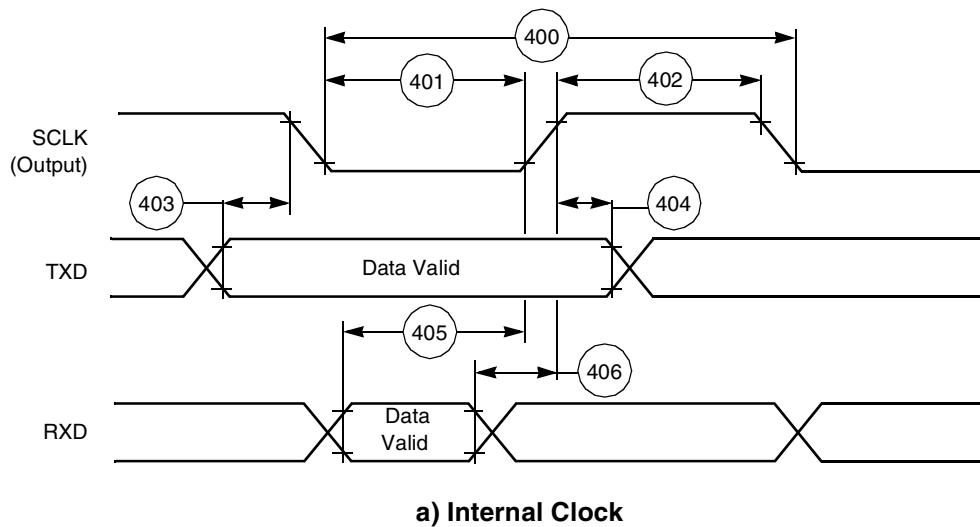 400
401
402
SCLK
(Output)
403
404
TXD
Data Valid
405
406
RXD
Data
Valid
a) Internal Clock